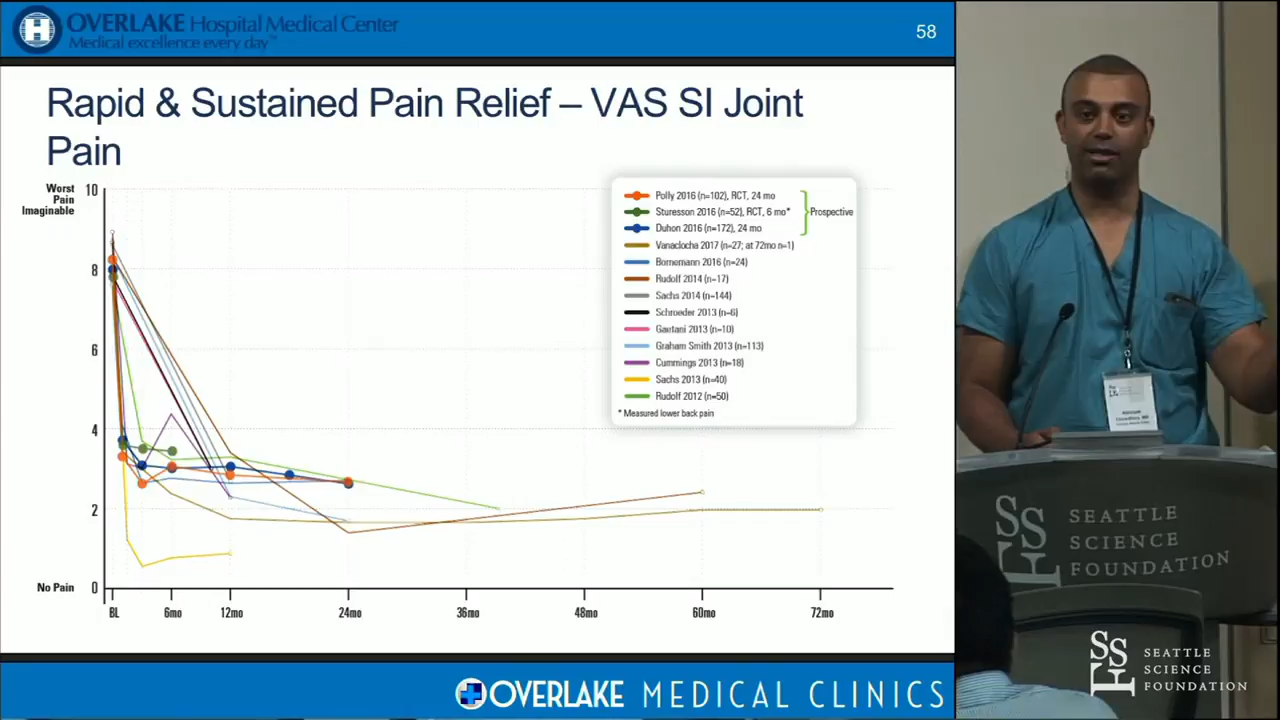 OVERLAKE Hospital Medical Center
Medical excellence every day
58
Rapid & Sustained Pain Relief – VAS SI Joint
Pain
Worst
Pain
Imaginable
10
8
6
4
2
0
No Pain
BL
6mo
12mo
24mo
36mo
48mo
60mo
72mo
Polly 2016 (n=102), RCT, 24 mo
Sturesson 2016 (n=52), RCT, 6 mo*
Duhon 2016 (n=172), 24 mo
Prospective
Vanaclocha 2017 (n=27; at 72mo n=1)
Bornemann 2016 (n=24)
Rudolf 2014 (n=17)
Sachs 2014 (n=144)
Schroeder 2013 (n=6)
Gaetani 2013 (n=10)
Graham Smith 2013 (n=113)
Cummings 2013 (n=18)
Sachs 2013 (n=40)
Rudolf 2012 (n=50)
* Measured lower back pain
OVERLAKE MEDICAL CLINICS
SSF
SEATTLE
SCIENCE
FOUNDATION
SSF
SEATTLE
SCIENCE
FOUNDATION